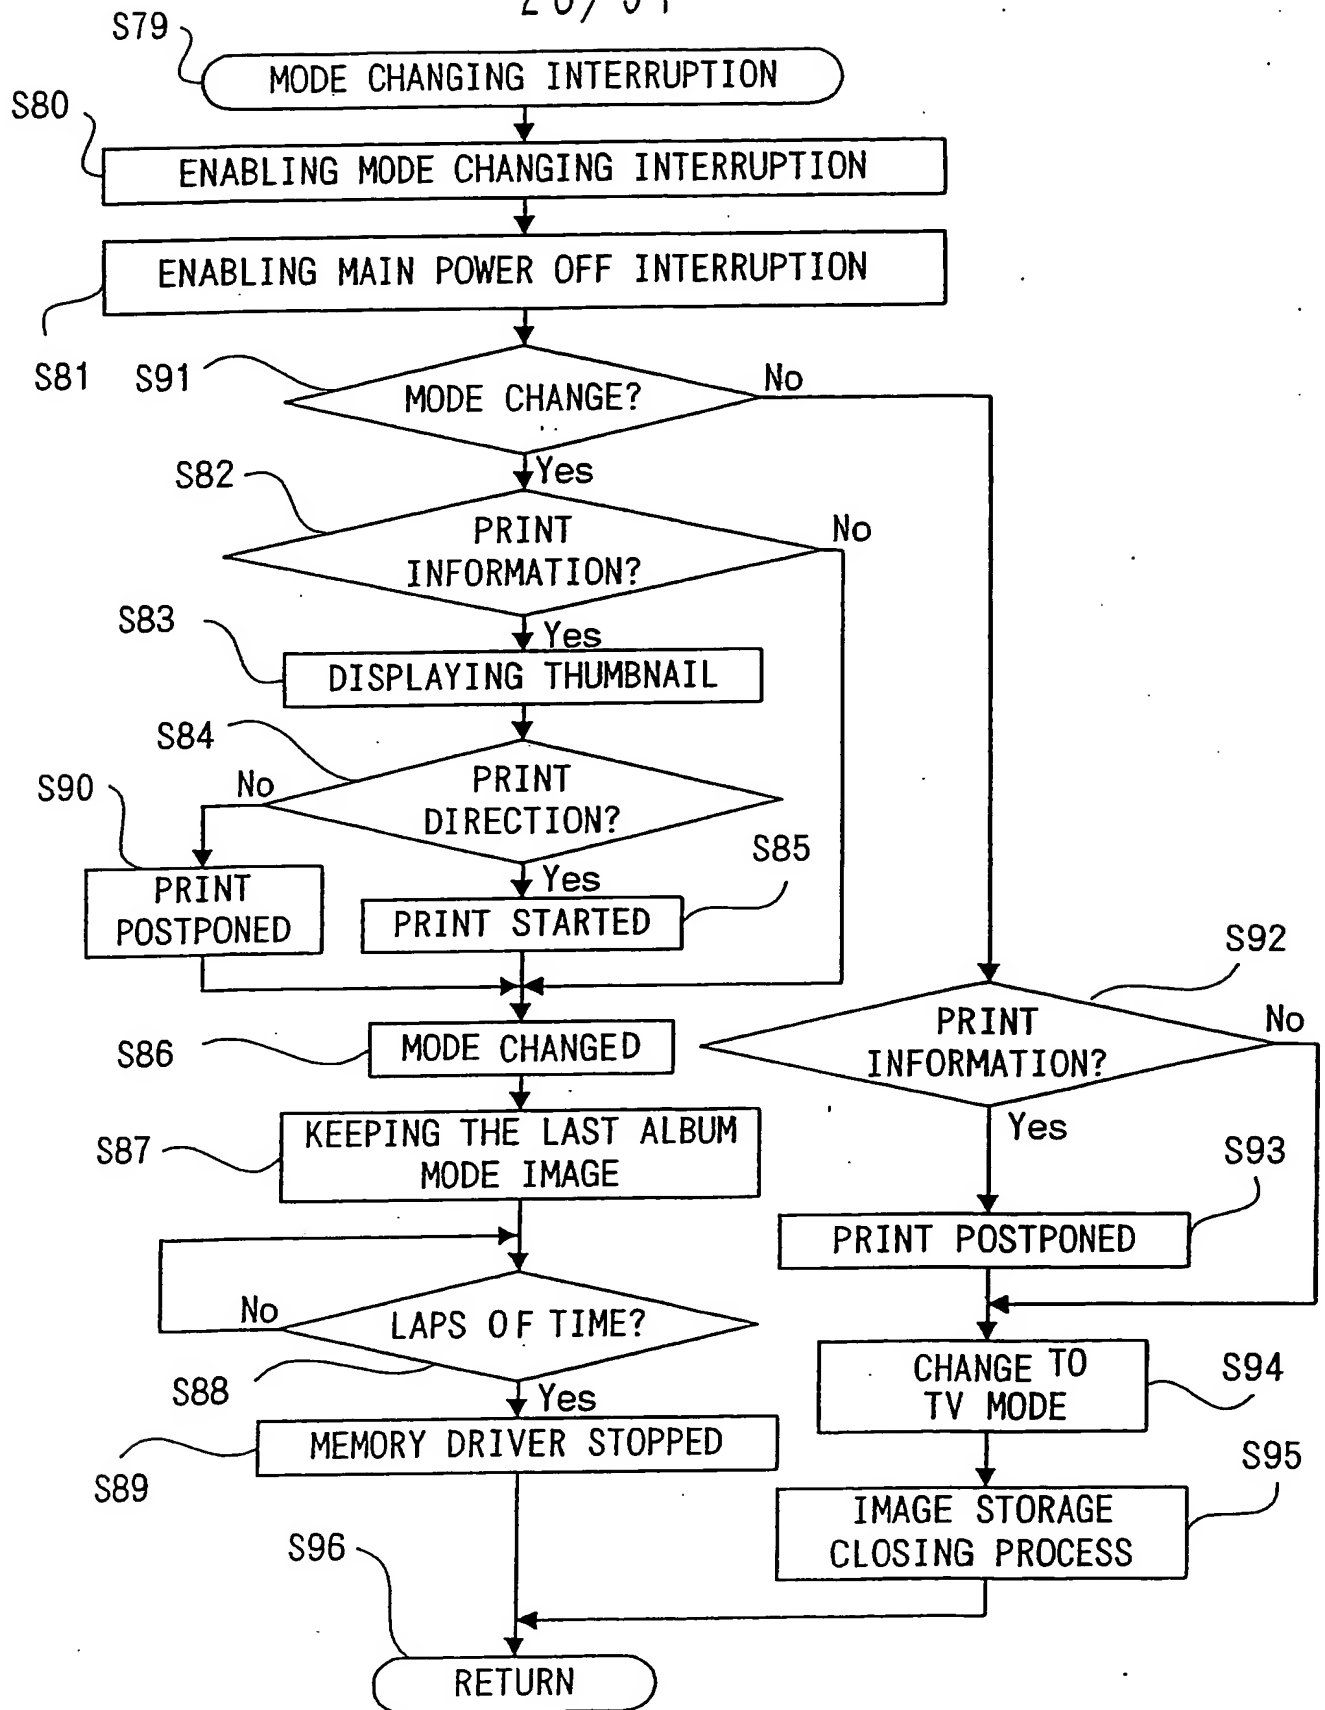 S79
MODE CHANGING INTERRUPTION
S80
ENABLING MODE CHANGING INTERRUPTION
ENABLING MAIN POWER OFF INTERRUPTION
S81
S91
MODE CHANGE?
No
Yes
S82
PRINT
INFORMATION?
No
Yes
S83
DISPLAYING THUMBNAIL
S84
PRINT
DIRECTION?
No
S90
PRINT
POSTPONED
Yes
S85
PRINT STARTED
S86
MODE CHANGED
S87
KEEPING THE LAST ALBUM
MODE IMAGE
LAPS OF TIME?
No
S88
Yes
MEMORY DRIVER STOPPED
S89
S92
PRINT
INFORMATION?
No
Yes
S93
PRINT POSTPONED
CHANGE TO
TV MODE
S94
S95
IMAGE STORAGE
CLOSING PROCESS
S96
RETURN